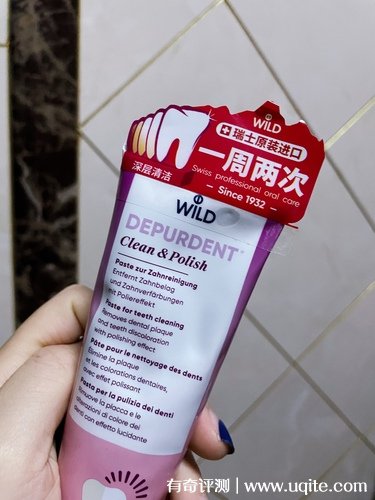 WILD
瑞士原装进口
一周两次
Swiss professional oral care
Since 1932
深层清洁
WILD
DEPURDENT
Clean & Polish
Paste zur Zahnreinigung
Entfernt Zahnbelag
und Zahnverfärbungen
mit Poliereffekt
Paste for teeth cleaning
Removes dental plaque
and teeth discoloration
with polishing effect
Pâte pour le nettoyage des dents
Élimine la plaque
et les colorations dentaires,
avec effet polissant
Pasta per la pulizia dei denti
Rimuove la placca e le
alterazioni di colore dei
denti con effetto lucidante
有奇评测 | www.uqite.com